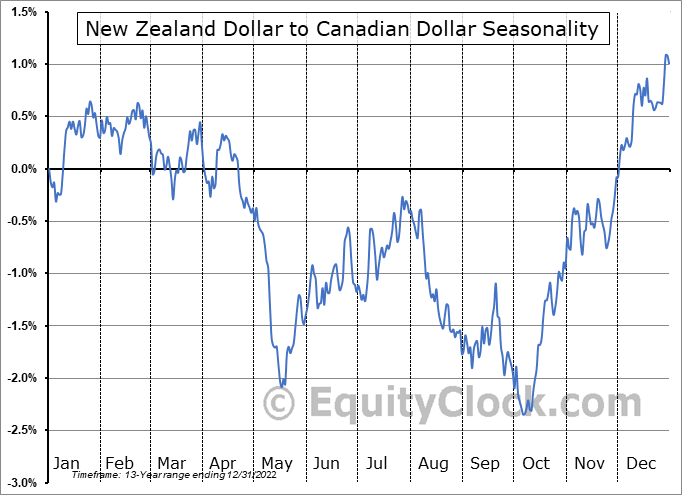 New Zealand Dollar to Canadian Dollar Seasonality
1.5%
1.0%
0.5%
0.0%
-0.5%
-1.0%
-1.5%
-2.0%
-2.5%
-3.0%
© EquityClock.com
Jan Feb Mar Apr May Jun Jul Aug Sep Oct Nov Dec
Timeframe: 13-Year range ending 12/31/2022